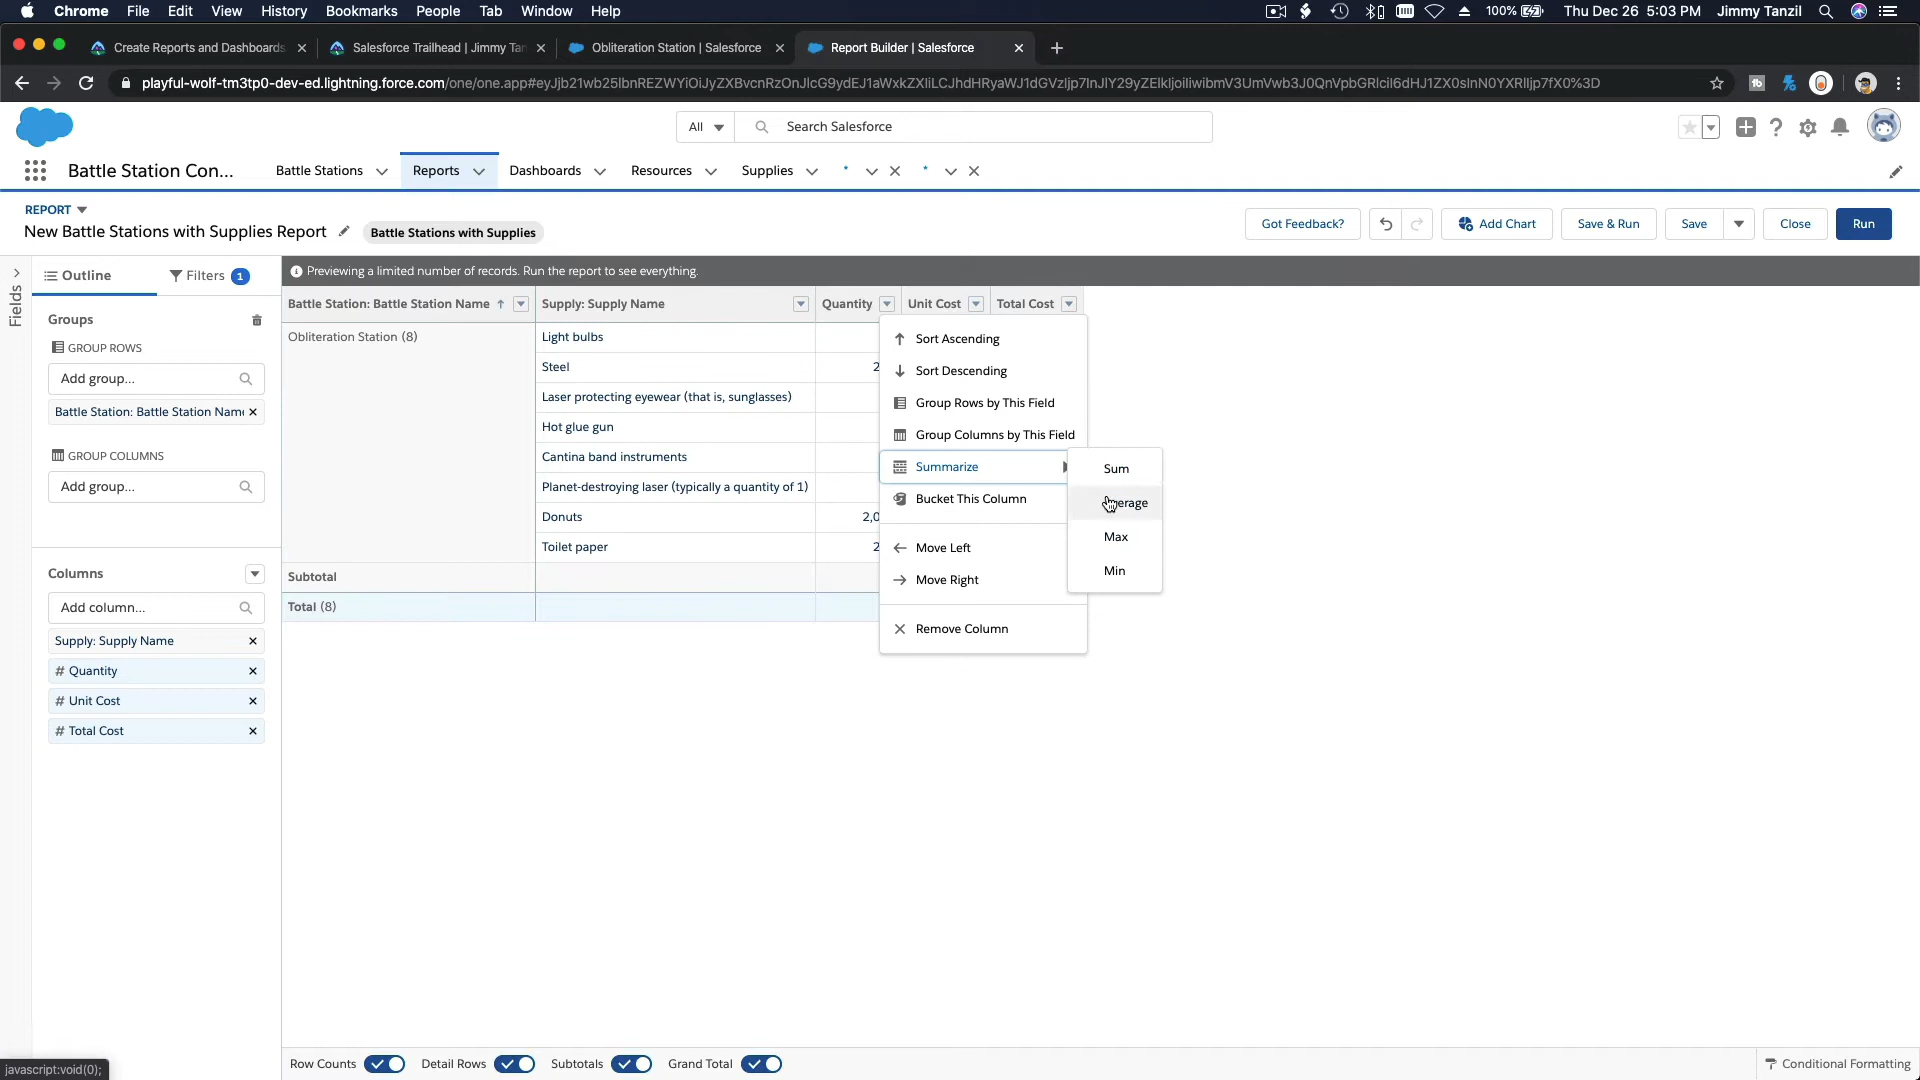 Chrome File Edit View History Bookmarks People Tab Window Help 100% Thu Dec 26 5:03 PM Jimmy Tanzil
Create Reports and Dashboards Salesforce Trailhead | Jimmy Tan Obliteration Station | Salesforce Report Builder | Salesforce
playful-wolf-tm3tp0-dev-ed.lightning.force.com
All Search Salesforce
Battle Station Con... Battle Stations Reports Dashboards Resources Supplies * *
REPORT
New Battle Stations with Supplies Report Battle Stations with Supplies
Got Feedback? Add Chart Save & Run Save Close Run
Fields
Outline Filters 1
Previewing a limited number of records. Run the report to see everything.
Groups
GROUP ROWS
Add group...
Battle Station: Battle Station Name
GROUP COLUMNS
Add group...
Columns
Add column...
Supply: Supply Name
# Quantity
# Unit Cost
# Total Cost
Battle Station: Battle Station Name ↑ Supply: Supply Name Quantity Unit Cost Total Cost
Obliteration Station (8) Light bulbs
Steel 2
Laser protecting eyewear (that is, sunglasses)
Hot glue gun
Cantina band instruments
Planet-destroying laser (typically a quantity of 1)
Donuts 2,0
Toilet paper 2
Subtotal
Total (8)
Sort Ascending
Sort Descending
Group Rows by This Field
Group Columns by This Field
Summarize
Bucket This Column
Move Left
Move Right
Remove Column
Sum
erage
Max
Min
Row Counts Detail Rows Subtotals Grand Total Conditional Formatting
javascript:void(0);